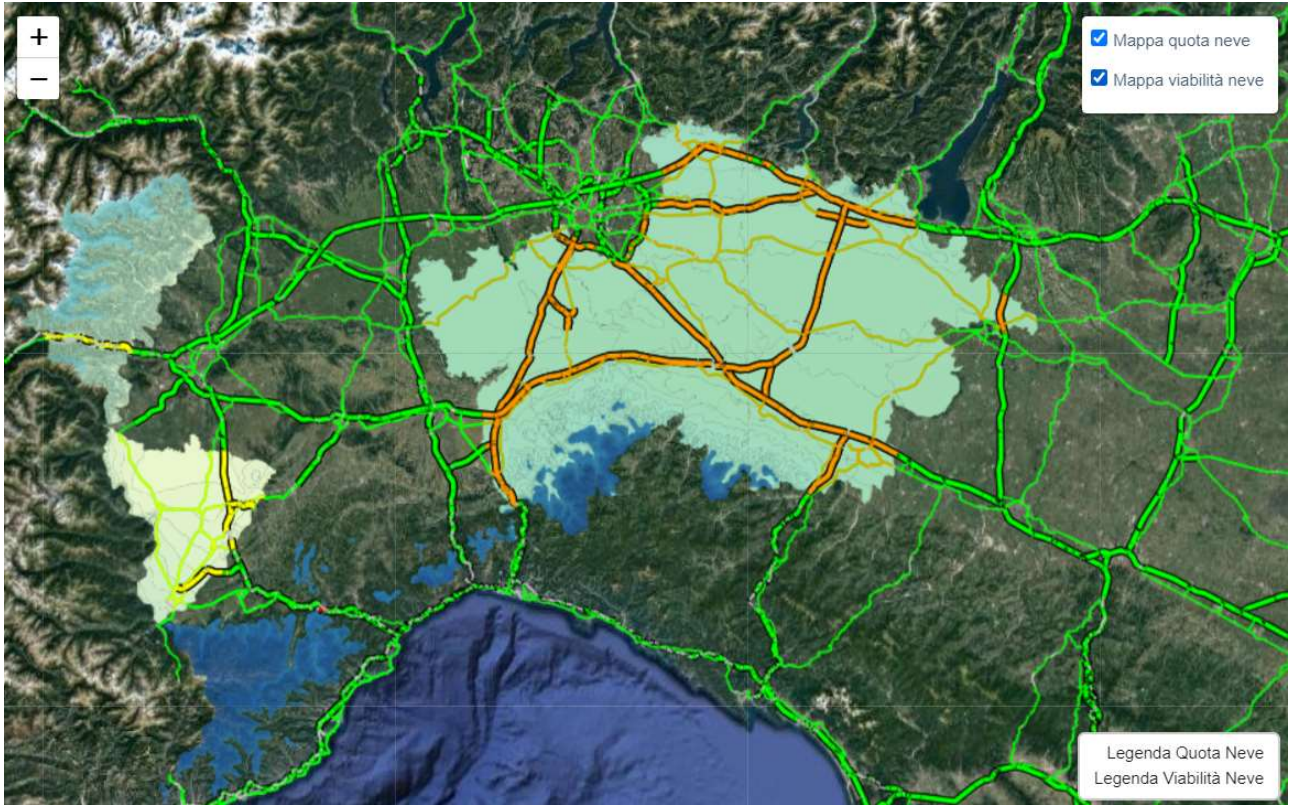 +
−
Mappa quota neve
Mappa viabilità neve
Legenda Quota Neve
Legenda Viabilità Neve